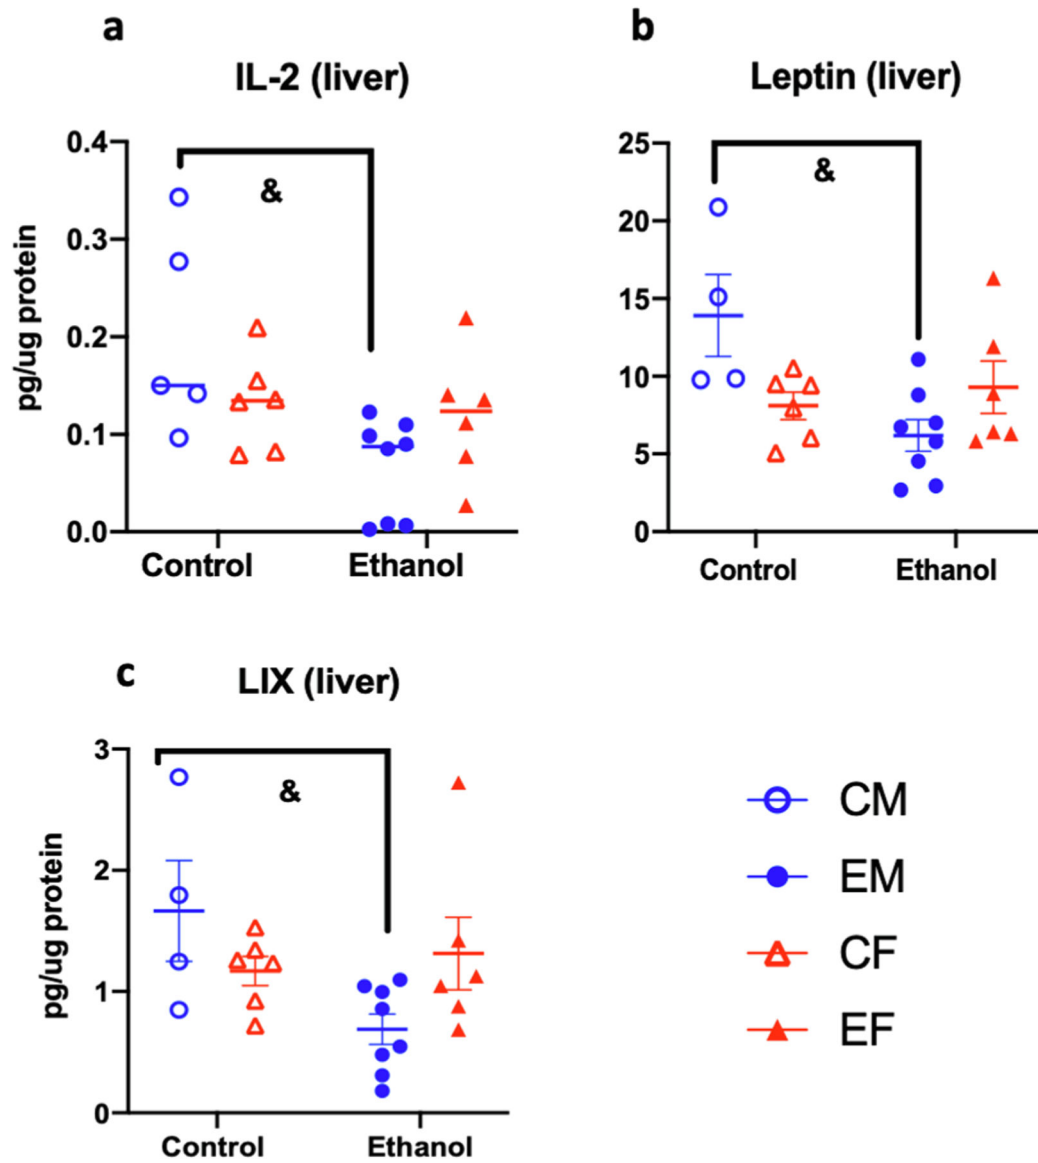 a
IL-2 (liver)
pg/ug protein
0.4
0.3
0.2
0.1
0.0
&
Control
Ethanol
b
Leptin (liver)
25
20
15
10
5
0
&
Control
Ethanol
c
LIX (liver)
pg/ug protein
3
2
1
0
&
Control
Ethanol
CM
EM
CF
EF